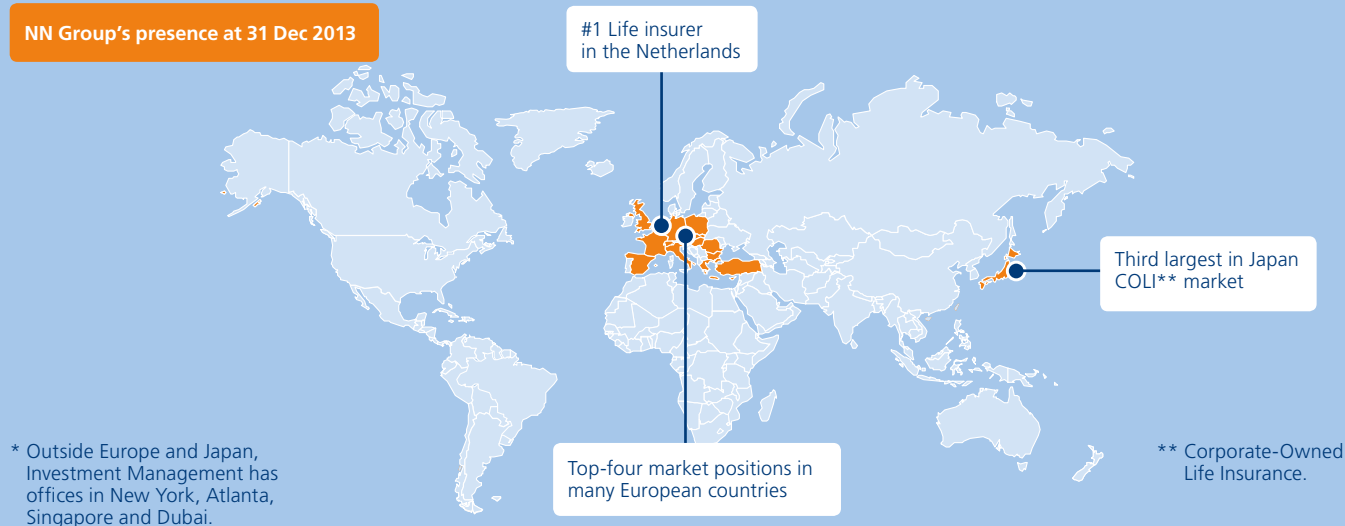 NN Group's presence at 31 Dec 2013
#1 Life insurer
in the Netherlands
Third largest in Japan
COLI** market
Top-four market positions in
many European countries
* Outside Europe and Japan,
Investment Management has
offices in New York, Atlanta,
Singapore and Dubai.
** Corporate-Owned
Life Insurance.